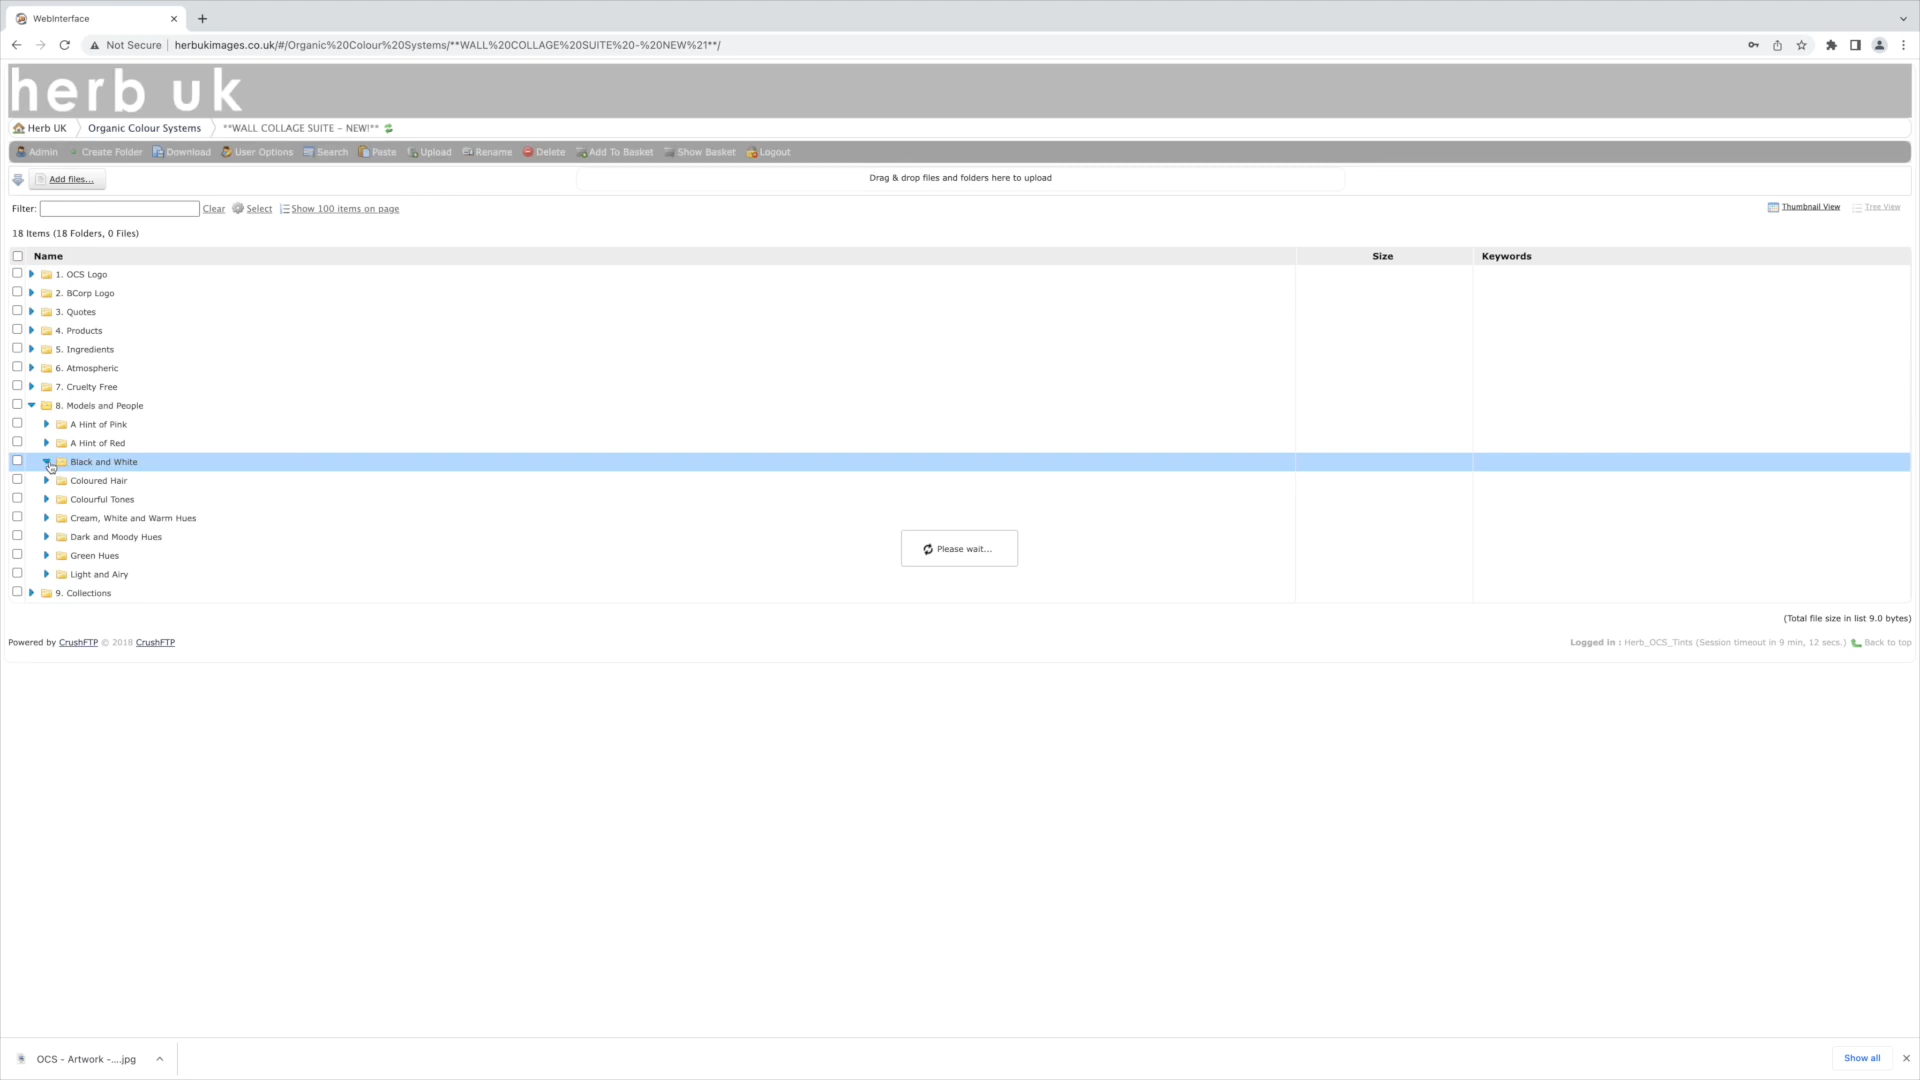 WebInterface
Not Secure herbukimages.co.uk/#/Organic%20Colour%20Systems/**WALL%20COLLAGE%20SUITE%20-%20NEW%21**/
herb uk
Herb UK Organic Colour Systems **WALL COLLAGE SUITE - NEW!**
Admin Create Folder Download User Options Search Paste Upload Rename Delete Add To Basket Show Basket Logout
Add files... Drag & drop files and folders here to upload
Filter: Clear Select Show 100 items on page Thumbnail View Tree View
18 Items (18 Folders, 0 Files)
Name Size Keywords
1. OCS Logo
2. BCorp Logo
3. Quotes
4. Products
5. Ingredients
6. Atmospheric
7. Cruelty Free
8. Models and People
A Hint of Pink
A Hint of Red
Black and White
Coloured Hair
Colourful Tones
Cream, White and Warm Hues
Dark and Moody Hues
Please wait...
Green Hues
Light and Airy
9. Collections
(Total file size in list 9.0 bytes)
Powered by CrushFTP © 2018 CrushFTP Logged in : Herb_OCS_Tints (Session timeout in 9 min, 12 secs.) Back to top
OCS - Artwork -....jpg Show all